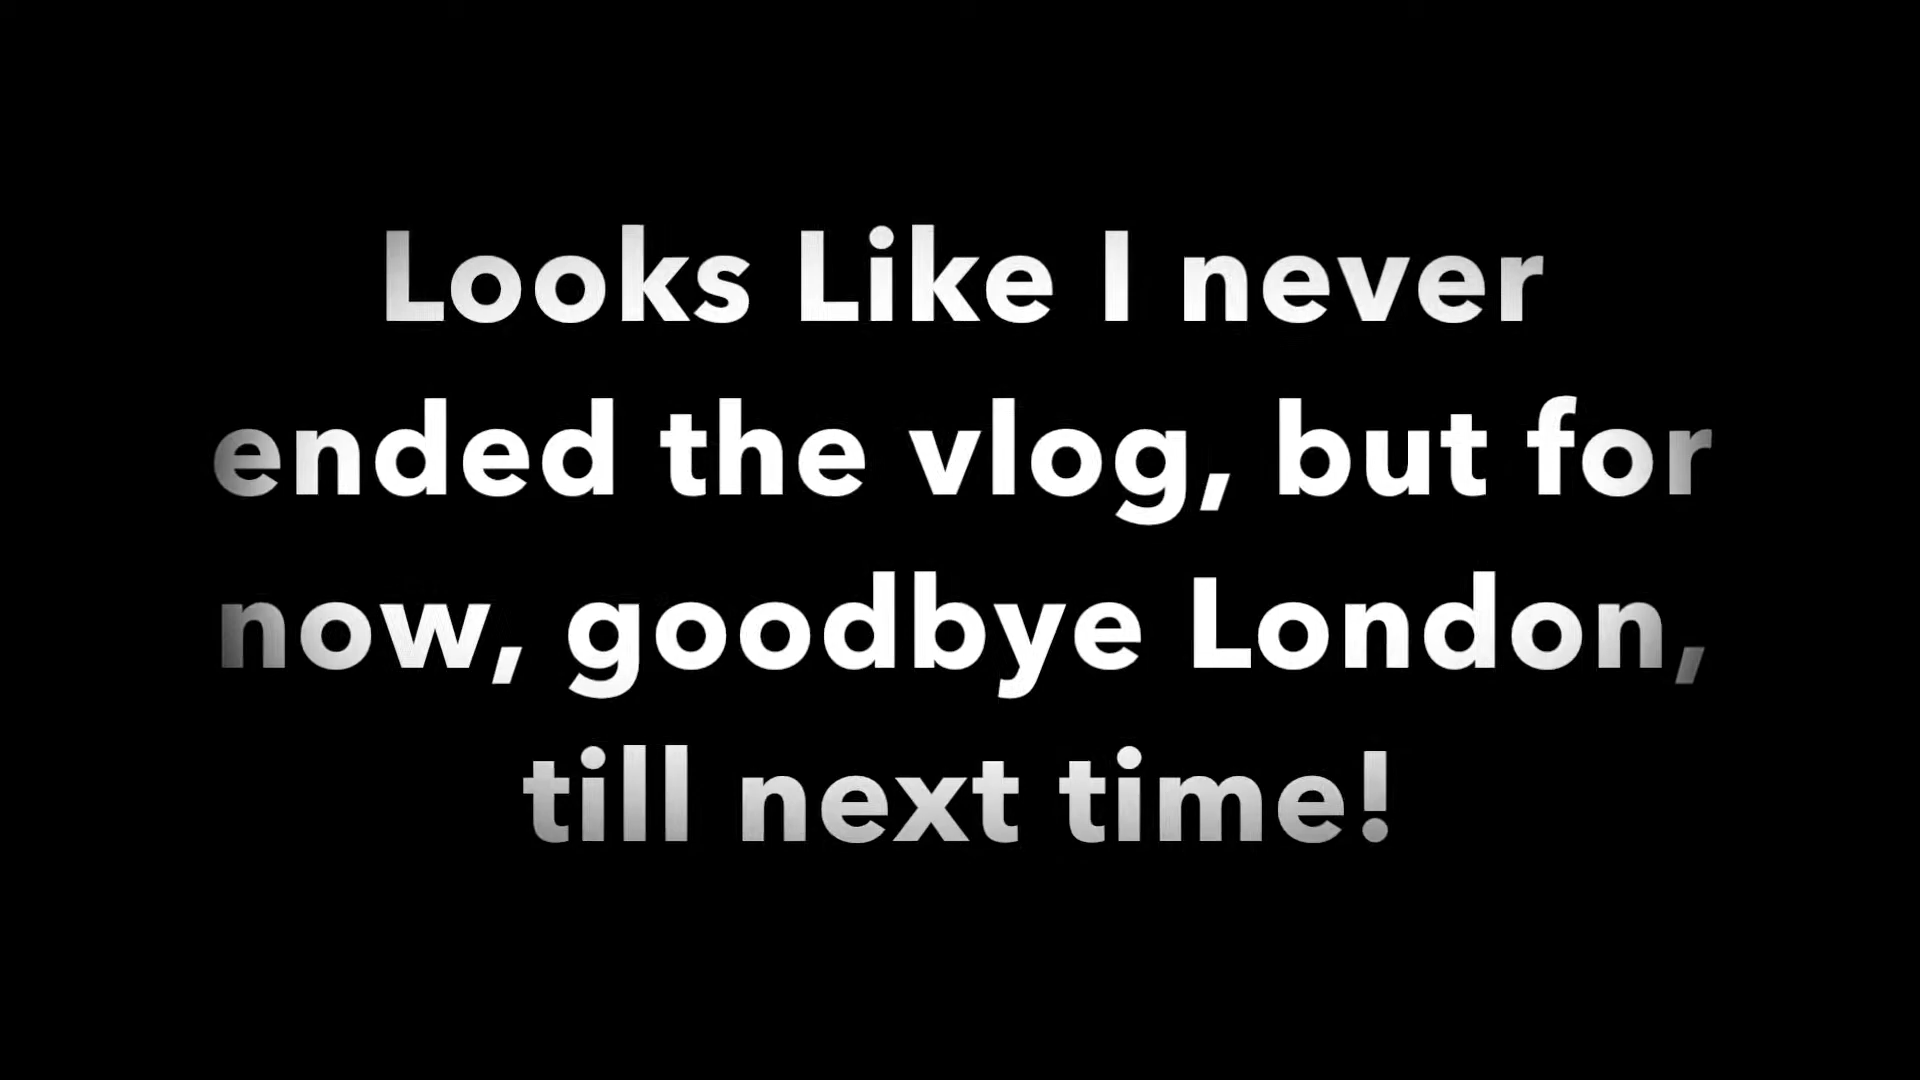 Looks Like I never
ended the vlog, but for
now, goodbye London,
till next time!